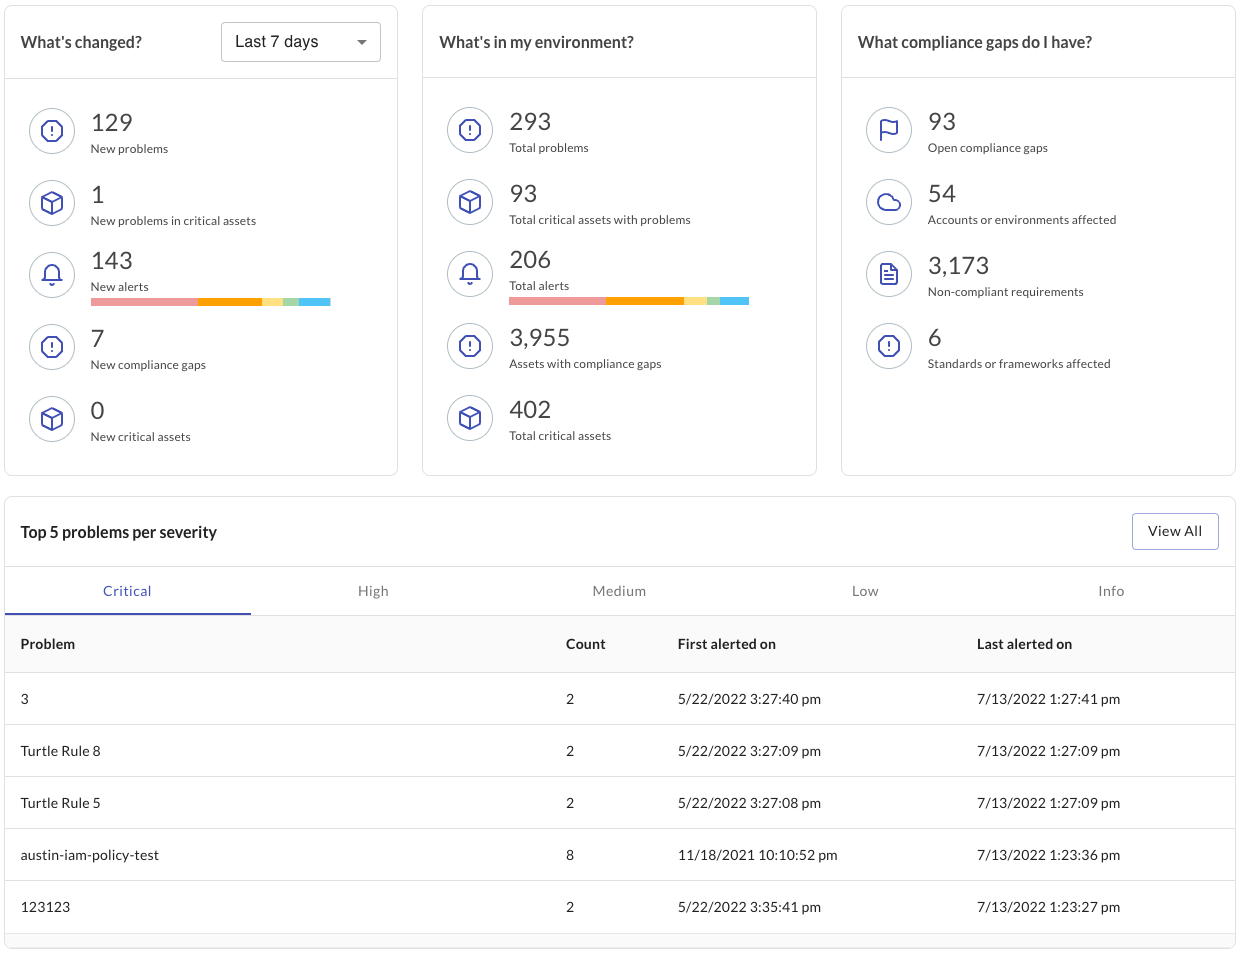 What's changed?
Last 7 days
129
New problems
1
New problems in critical assets
143
New alerts
7
New compliance gaps
0
New critical assets
What's in my environment?
293
Total problems
93
Total critical assets with problems
206
Total alerts
3,955
Assets with compliance gaps
402
Total critical assets
What compliance gaps do I have?
93
Open compliance gaps
54
Accounts or environments affected
3,173
Non-compliant requirements
6
Standards or frameworks affected
Top 5 problems per severity
View All
Critical High Medium Low Info
Problem Count First alerted on Last alerted on
3 2 5/22/2022 3:27:40 pm 7/13/2022 1:27:41 pm
Turtle Rule 8 2 5/22/2022 3:27:09 pm 7/13/2022 1:27:09 pm
Turtle Rule 5 2 5/22/2022 3:27:08 pm 7/13/2022 1:27:09 pm
austin-iam-policy-test 8 11/18/2021 10:10:52 pm 7/13/2022 1:23:36 pm
123123 2 5/22/2022 3:35:41 pm 7/13/2022 1:23:27 pm